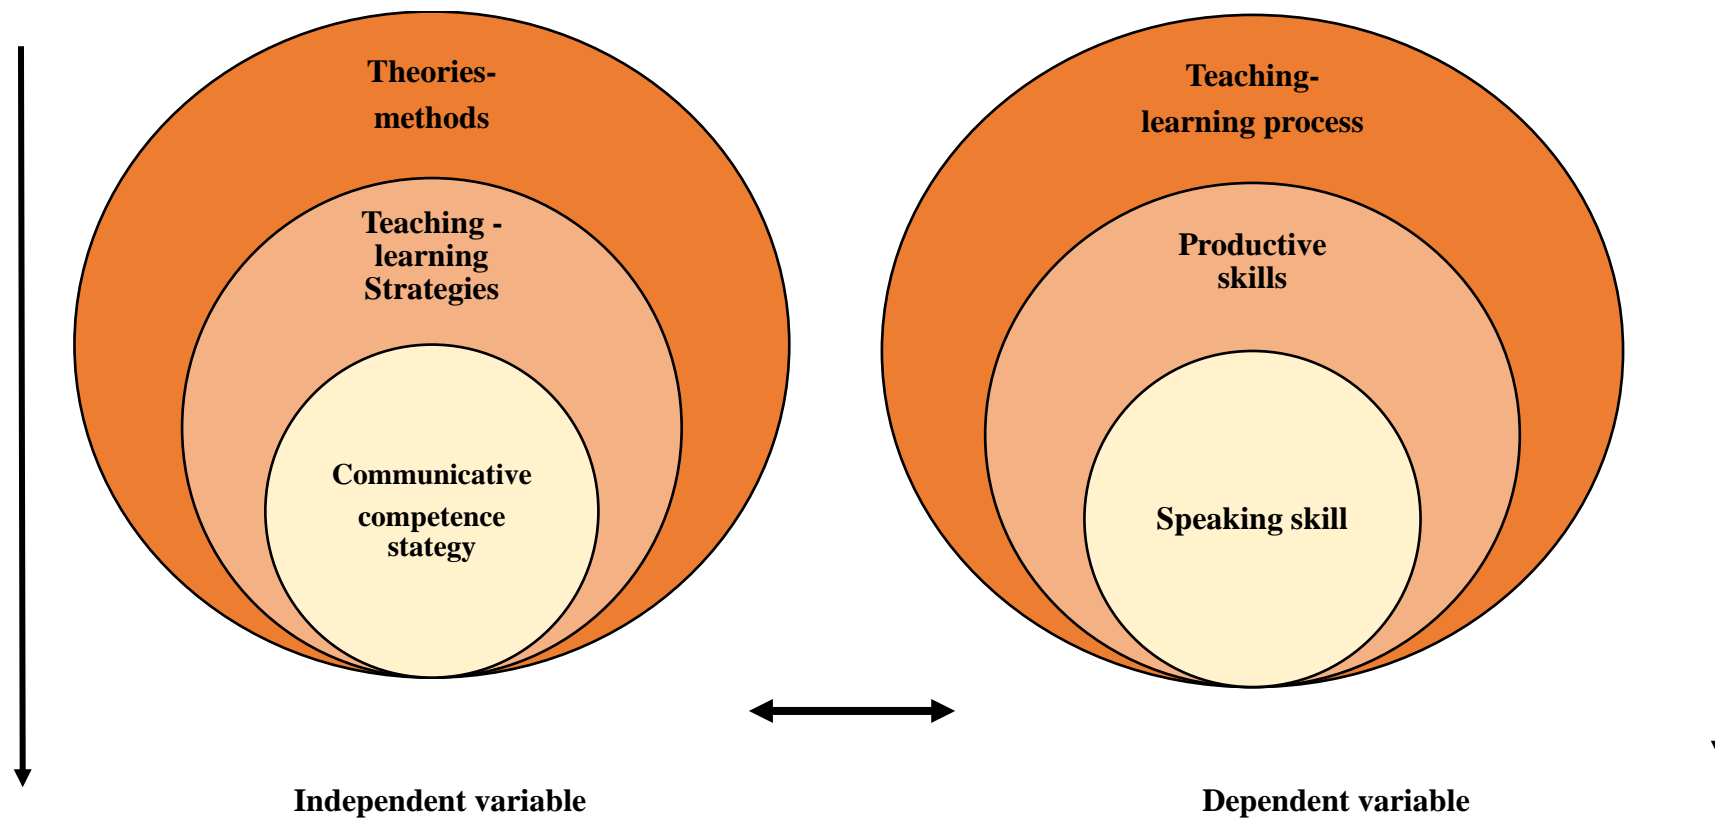 Theories-
methods
Teaching -
learning
Strategies
Communicative
competence
stategy
Teaching-
learning process
Productive
skills
Speaking skill
Independent variable
Dependent variable